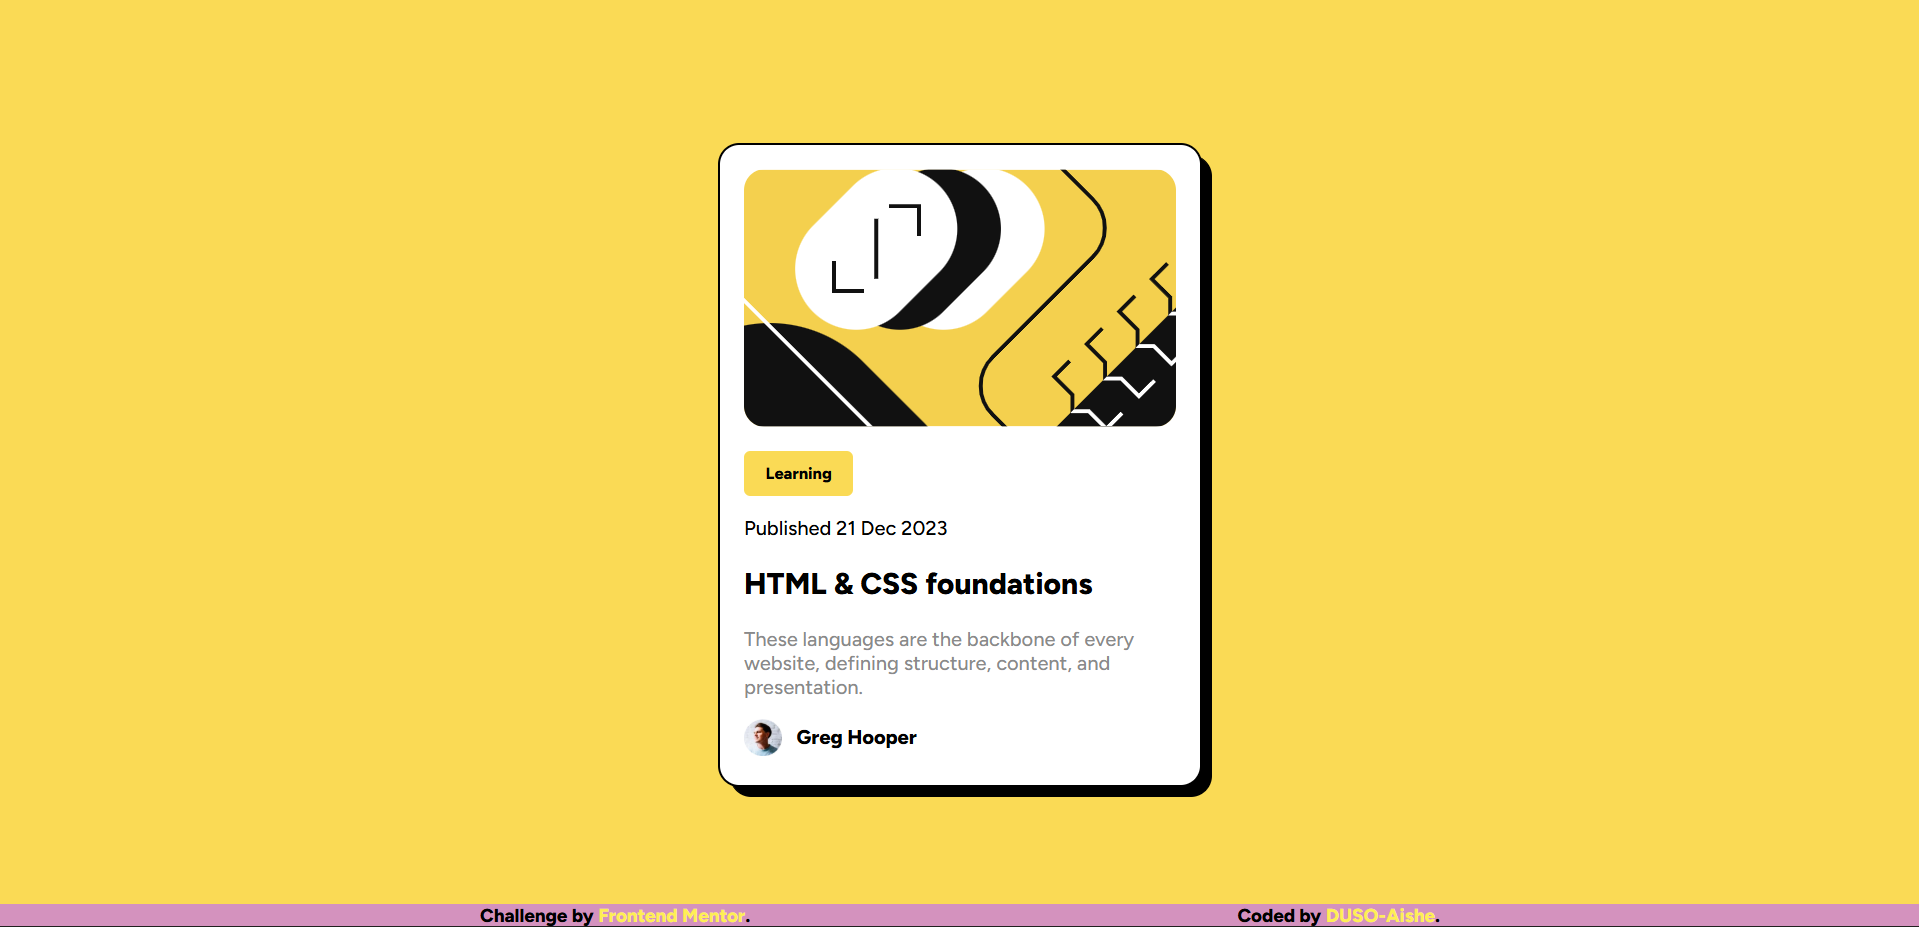 Learning
Published 21 Dec 2023
HTML & CSS foundations
These languages are the backbone of every
website, defining structure, content, and
presentation.
Greg Hooper
Challenge by Frontend Mentor.
Coded by DUSO-Aishe.